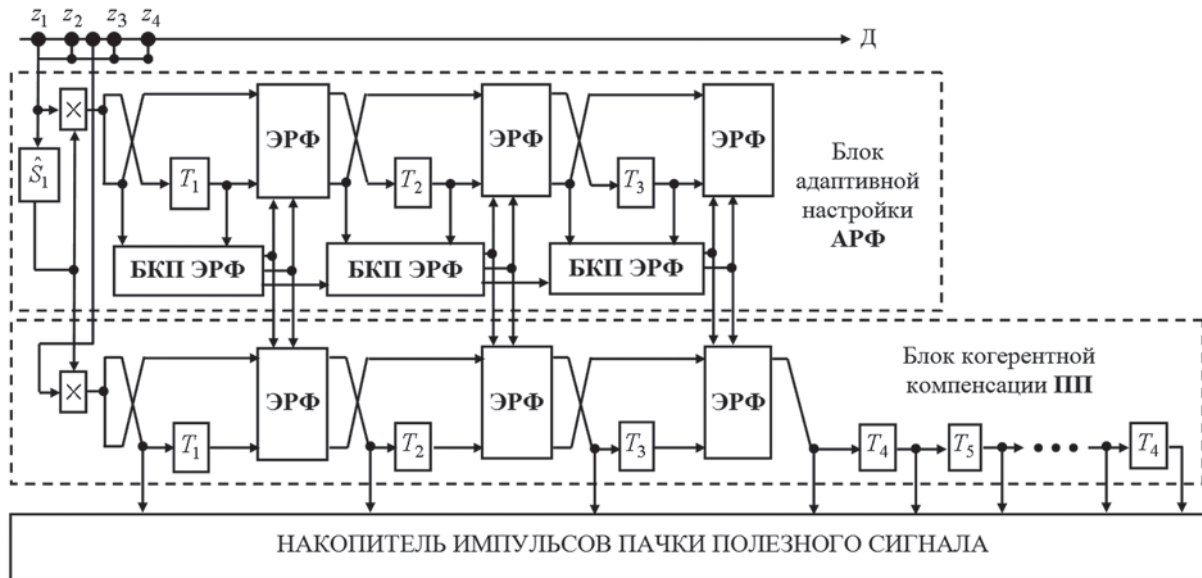 z1 z2 z3 z4
Д
× ЭРФ ЭРФ ЭРФ
Ŝ1 T1 T2 T3
Блок
адаптивной
настройки
АРФ
БКП ЭРФ БКП ЭРФ БКП ЭРФ
Блок когерентной
компенсации ПП
× ЭРФ ЭРФ ЭРФ
T1 T2 T3 T4 T5 • • • • T4
НАКОПИТЕЛЬ ИМПУЛЬСОВ ПАЧКИ ПОЛЕЗНОГО СИГНАЛА